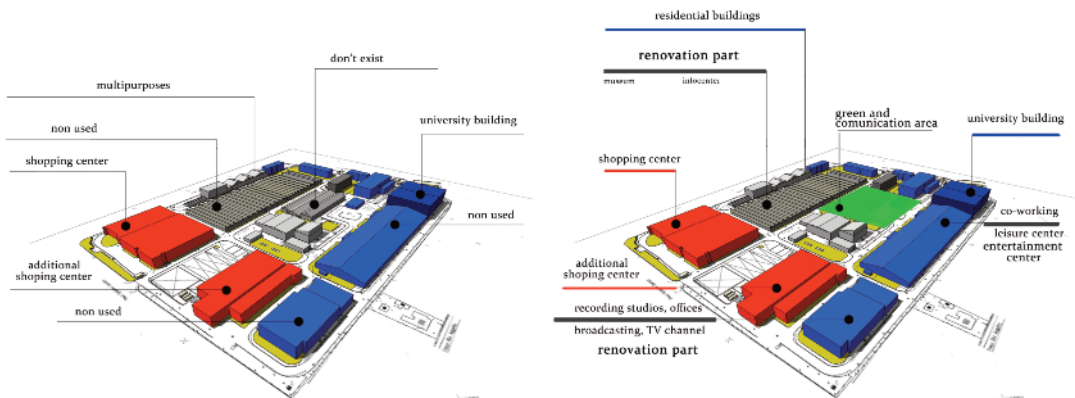 don't exist
multipurposes
non used
university building
shopping center
non used
additional
shoping center
non used
residential buildings
renovation part
museum infocenter
green and
comunication area
university building
shopping center
co-working
leisure center
entertainment
center
additional
shoping center
recording studios, offices
broadcasting, TV channel
renovation part